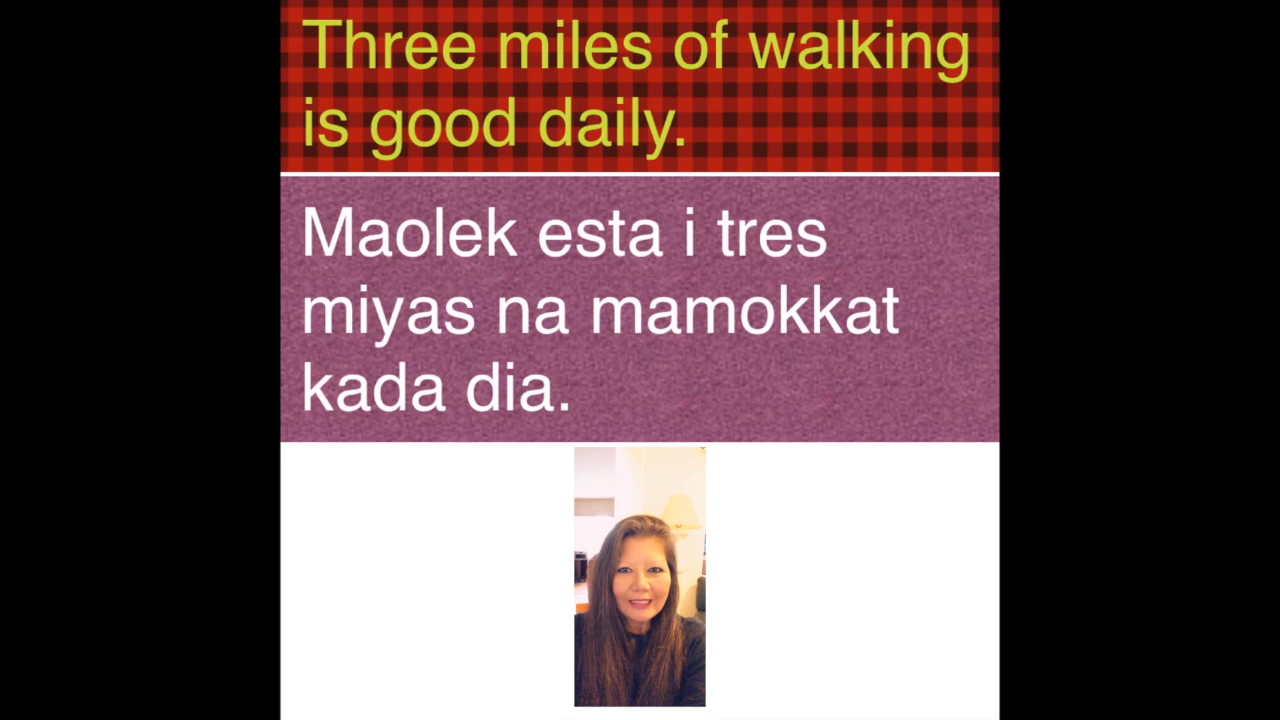 Three miles of walking
is good daily.
Maolek esta i tres
miyas na mamokkat
kada dia.